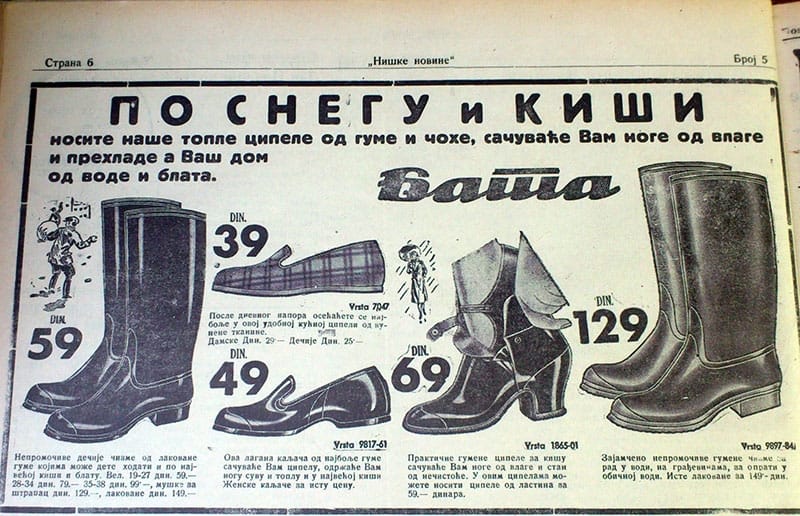 Страна 6
„Нишке новине“
Број 5
ПО СНЕГУ и КИШИ
носите наше топле ципеле од гуме и чохе, сачуваће Вам ноге од влаге
и прехладе а Ваш дом
од воде и блата.
Бата
DIN.
59
Непромочиве дечије чизме од лаковане
гуме којима може дете ходати и по нај-
већој киши и блату. Вел. 19-27 дин. 59.—
28-34 дин. 79.— 35-38 дин. 99·—, мушке за
штрапац дин. 129.—, лаковане дин. 149.—
DIN.
39
Vrsta 7047
После дневног напора осећаћете се нај-
боље у овој удобној кућној ципели од ву-
нене тканине.
Дамске Дин. 29·— Дечије Дин. 25·—
DIN.
49
Vrsta 9817-61
Ова лагана каљача од најбоље гуме
сачуваће Вам ципелу, одржаће Вам
ногу суву и топлу и у највећој киши
Женске каљаче за исту цену.
DIN.
69
Vrsta 1865-01
Практичне гумене ципеле за кишу
сачуваће Вам ноге од влаге и стан
од нечистоће. У овим ципелама мо-
жете носити ципеле од ластина за
59.— динара.
DIN.
129
Vrsta 9897-84
Зајамчено непромочиве гумене чизме за
рад у води, на грађевинама, за опрати у
обичној води. Исте лаковане за 149·— дин.